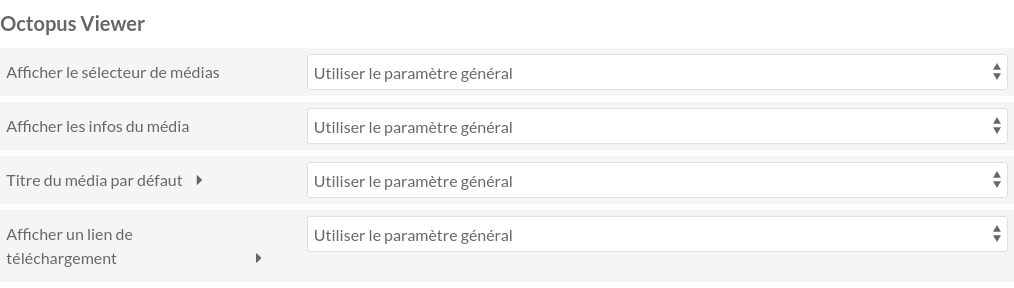 Octopus Viewer
Afficher le sélecteur de médias
Utiliser le paramètre général
Afficher les infos du média
Utiliser le paramètre général
Titre du média par défaut
Utiliser le paramètre général
Afficher un lien de
téléchargement
Utiliser le paramètre général